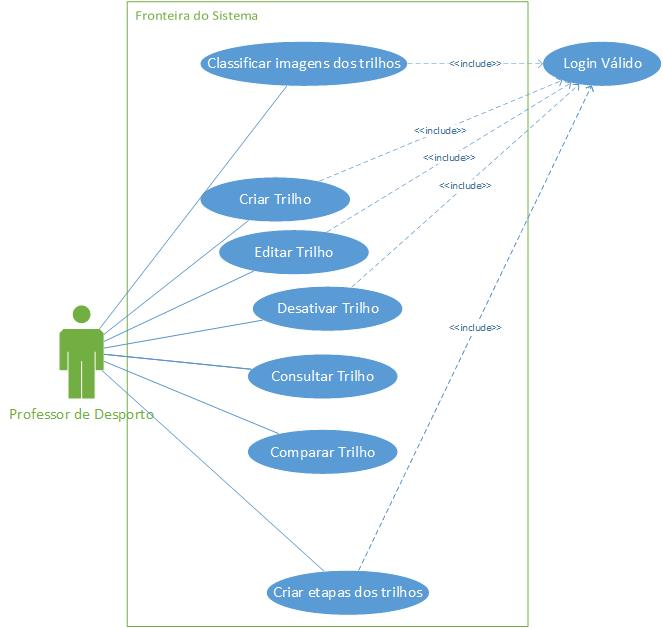 Fronteira do Sistema
Classificar imagens dos trilhos
<<include>>
Login Válido
<<include>>
<<include>>
<<include>>
Criar Trilho
Editar Trilho
Desativar Trilho
<<include>>
Consultar Trilho
Professor de Desporto
Comparar Trilho
Criar etapas dos trilhos